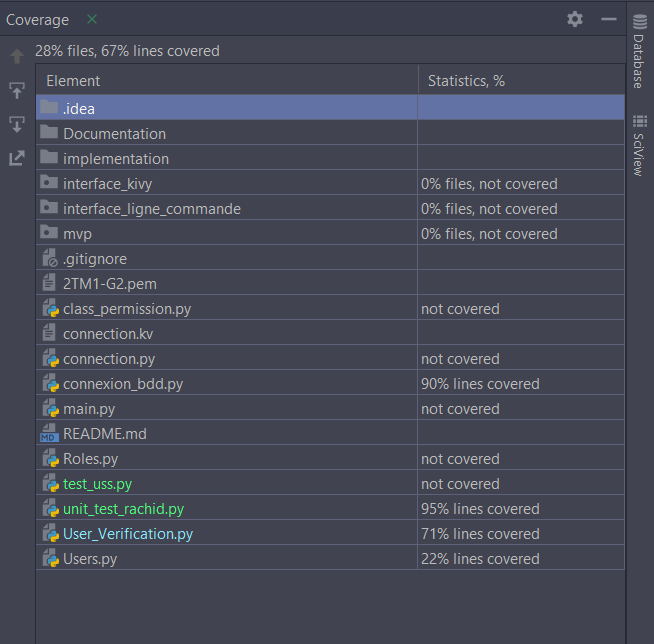 Coverage
28% files, 67% lines covered
Element Statistics, %
.idea
Documentation
implementation
interface_kivy 0% files, not covered
interface_ligne_commande 0% files, not covered
mvp 0% files, not covered
.gitignore
2TM1-G2.pem
class_permission.py not covered
connection.kv
connection.py not covered
connexion_bdd.py 90% lines covered
main.py not covered
MD README.md
Roles.py not covered
test_uss.py not covered
unit_test_rachid.py 95% lines covered
User_Verification.py 71% lines covered
Users.py 22% lines covered
Database
SciView